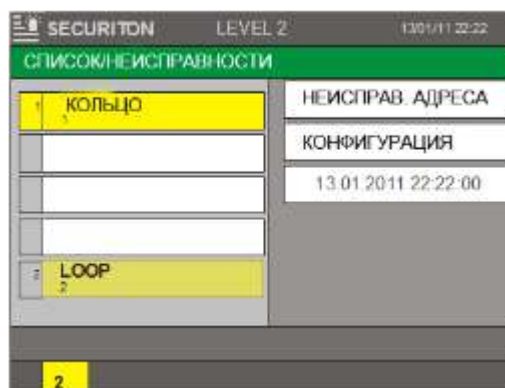 SECURITON LEVEL 2 13/01/11 22:22
СПИСОК/НЕИСПРАВНОСТИ
1 КОЛЬЦО
1
НЕИСПРАВ. АДРЕСА
КОНФИГУРАЦИЯ
13.01.2011 22:22:00
2 LOOP
2
2